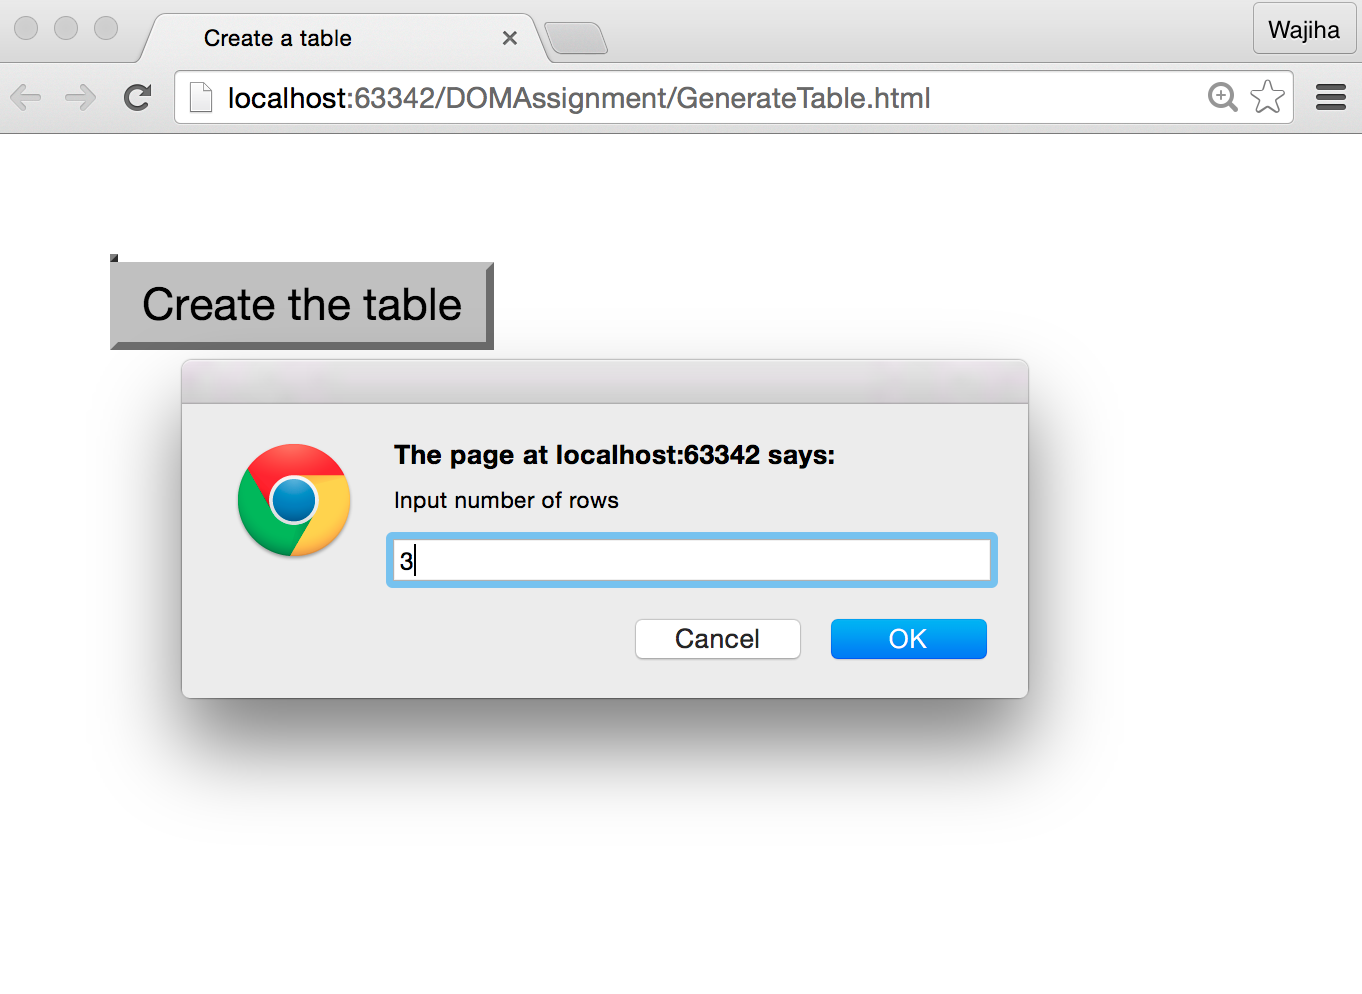 Create a table
Wajiha
localhost:63342/DOMAssignment/GenerateTable.html
Create the table
The page at localhost:63342 says:
Input number of rows
3
Cancel
OK